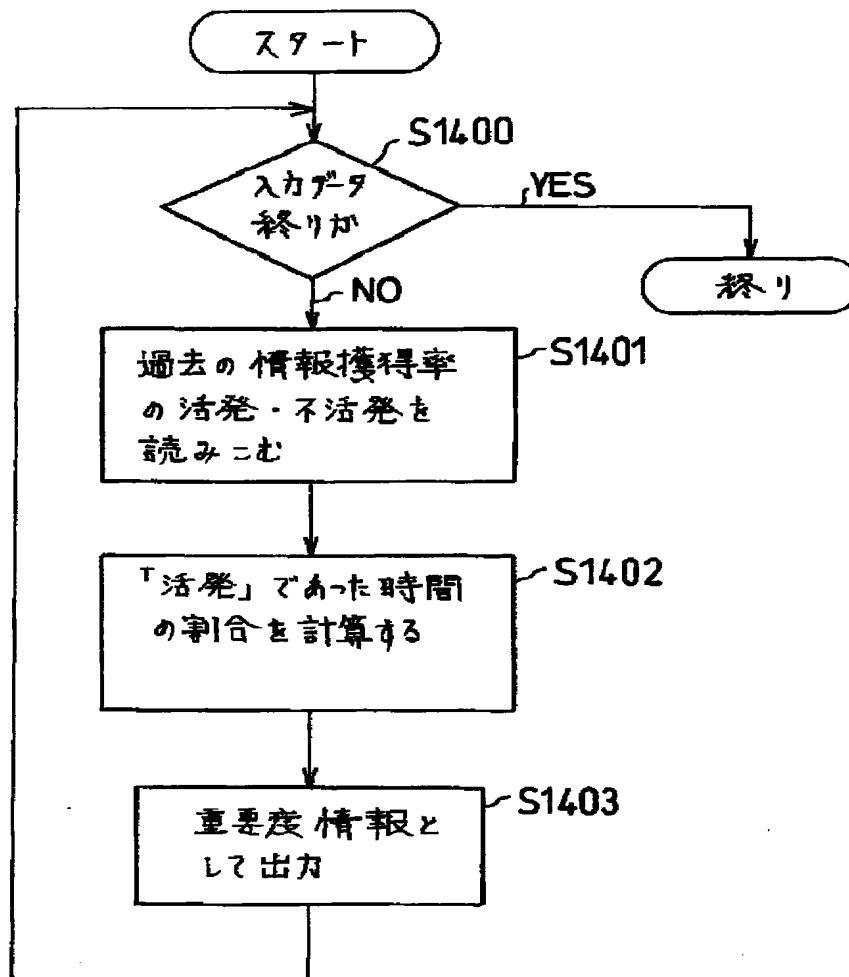 スタート
S1400
入力データ
終りか
YES
終り
NO
S1401
過去の情報獲得率
の活発・不活発を
読みこむ
S1402
「活発」であった時間
の割合を計算する
S1403
重要度情報と
して出力